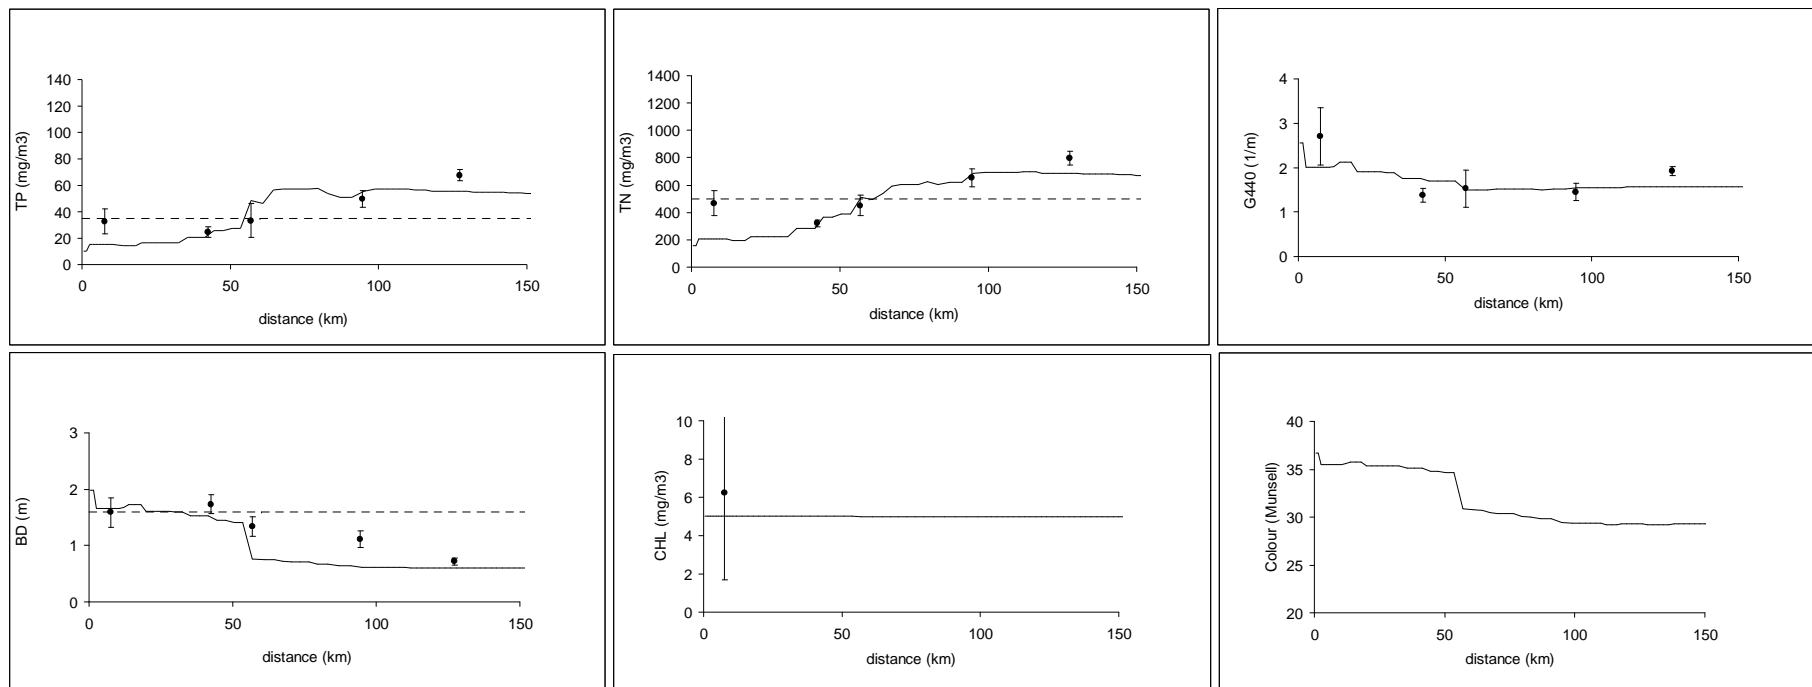 140
120
100
80
60
40
20
0
TP (mg/m3)
0 50 100 150
distance (km)
1400
1200
1000
800
600
400
200
0
TN (mg/m3)
0 50 100 150
distance (km)
4
3
2
1
0
G440 (1/m)
0 50 100 150
distance (km)
3
2
1
0
BD (m)
0 50 100 150
distance (km)
10
8
6
4
2
0
CHL (mg/m3)
0 50 100 150
distance (km)
40
35
30
25
20
Colour (Munsell)
0 50 100 150
distance (km)